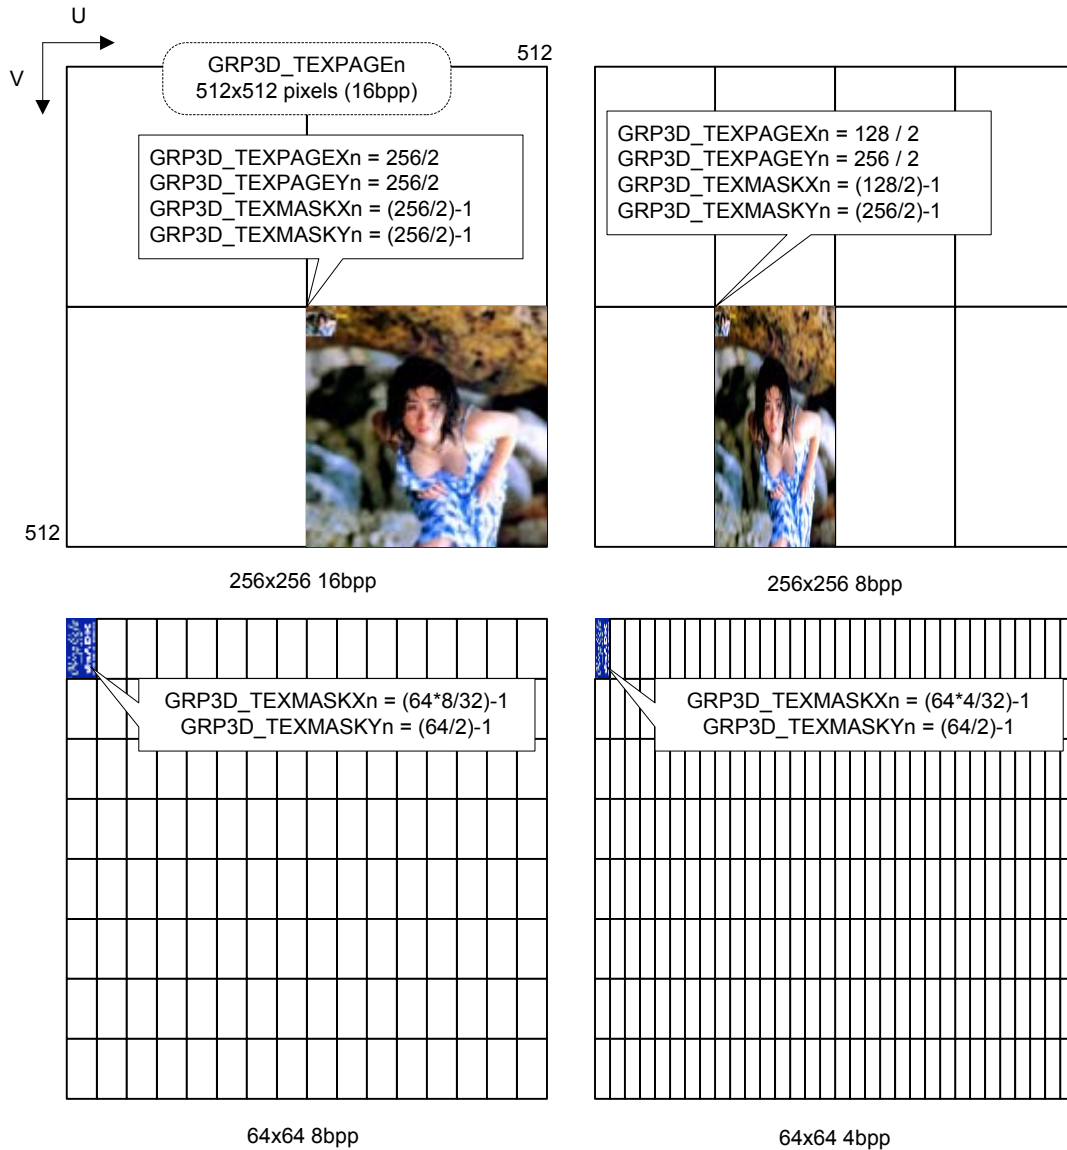 U
V
512
GRP3D_TEXPAGEn
512x512 pixels (16bpp)
GRP3D_TEXPAGEXn = 256/2
GRP3D_TEXPAGEYn = 256/2
GRP3D_TEXMASKXn = (256/2)-1
GRP3D_TEXMASKYn = (256/2)-1
GRP3D_TEXPAGEXn = 128 / 2
GRP3D_TEXPAGEYn = 256 / 2
GRP3D_TEXMASKXn = (128/2)-1
GRP3D_TEXMASKYn = (256/2)-1
512
256x256 16bpp
256x256 8bpp
GRP3D_TEXMASKXn = (64*8/32)-1
GRP3D_TEXMASKYn = (64/2)-1
GRP3D_TEXMASKXn = (64*4/32)-1
GRP3D_TEXMASKYn = (64/2)-1
64x64 8bpp
64x64 4bpp